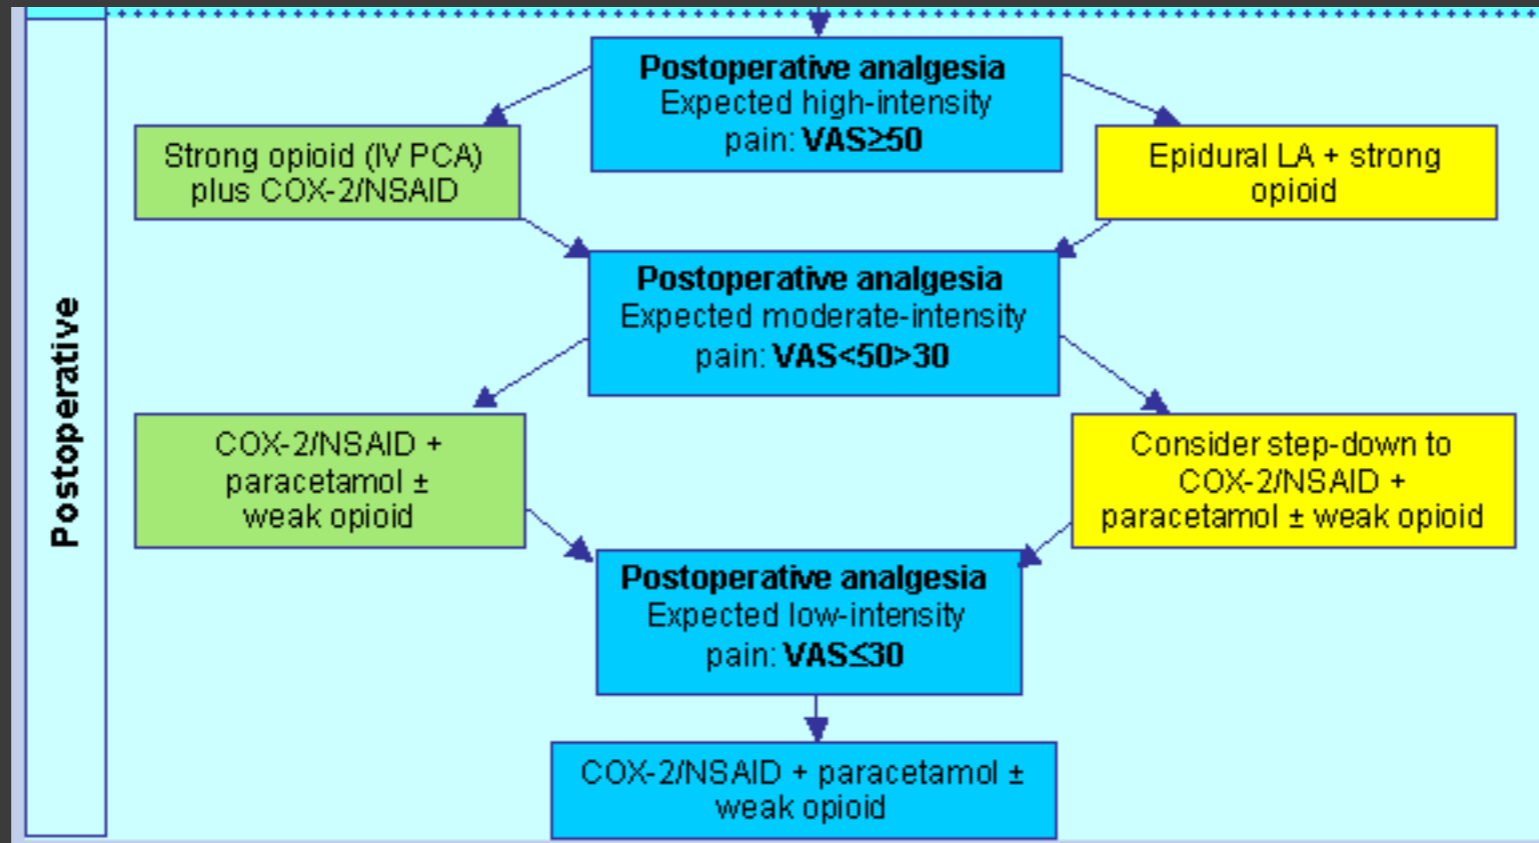 Postoperative
Postoperative analgesia
Expected high-intensity
pain: VAS≥50
Strong opioid (IV PCA)
plus COX-2/NSAID
Epidural LA + strong
opioid
Postoperative analgesia
Expected moderate-intensity
pain: VAS<50>30
COX-2/NSAID +
paracetamol ±
weak opioid
Consider step-down to
COX-2/NSAID +
paracetamol ± weak opioid
Postoperative analgesia
Expected low-intensity
pain: VAS≤30
COX-2/NSAID + paracetamol ±
weak opioid